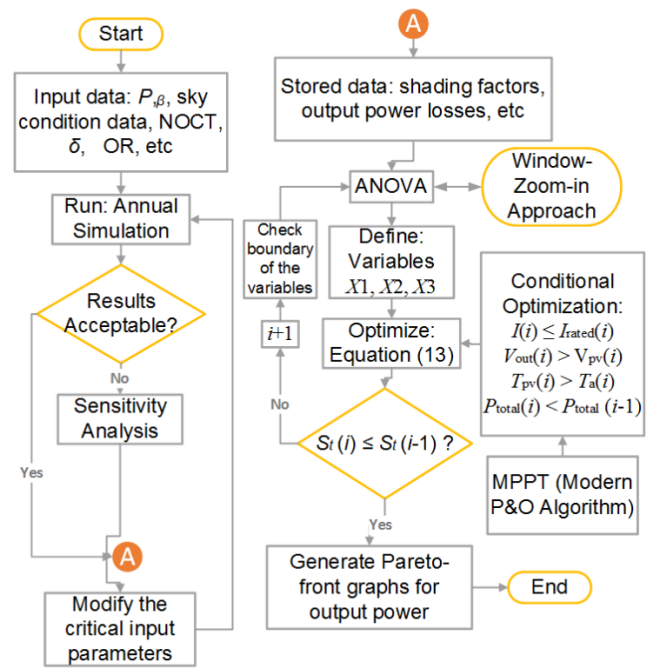 Start
Input data: P,β, sky
condition data, NOCT,
δ, OR, etc
Run: Annual
Simulation
Results
Acceptable?
No
Sensitivity
Analysis
Yes
A
Modify the
critical input
parameters
A
Stored data: shading factors,
output power losses, etc
ANOVA
Window-
Zoom-in
Approach
Check
boundary
of the
variables
Define:
Variables
X1, X2, X3
i+1
Optimize:
Equation (13)
Conditional
Optimization:
I(i) ≤ Irated(i)
Vout(i) > Vpv(i)
Tpv(i) > Ta(i)
Ptotal(i) < Ptotal (i-1)
No
St (i) ≤ St (i-1) ?
MPPT (Modern
P&O Algorithm)
Yes
Generate Pareto-
front graphs for
output power
End